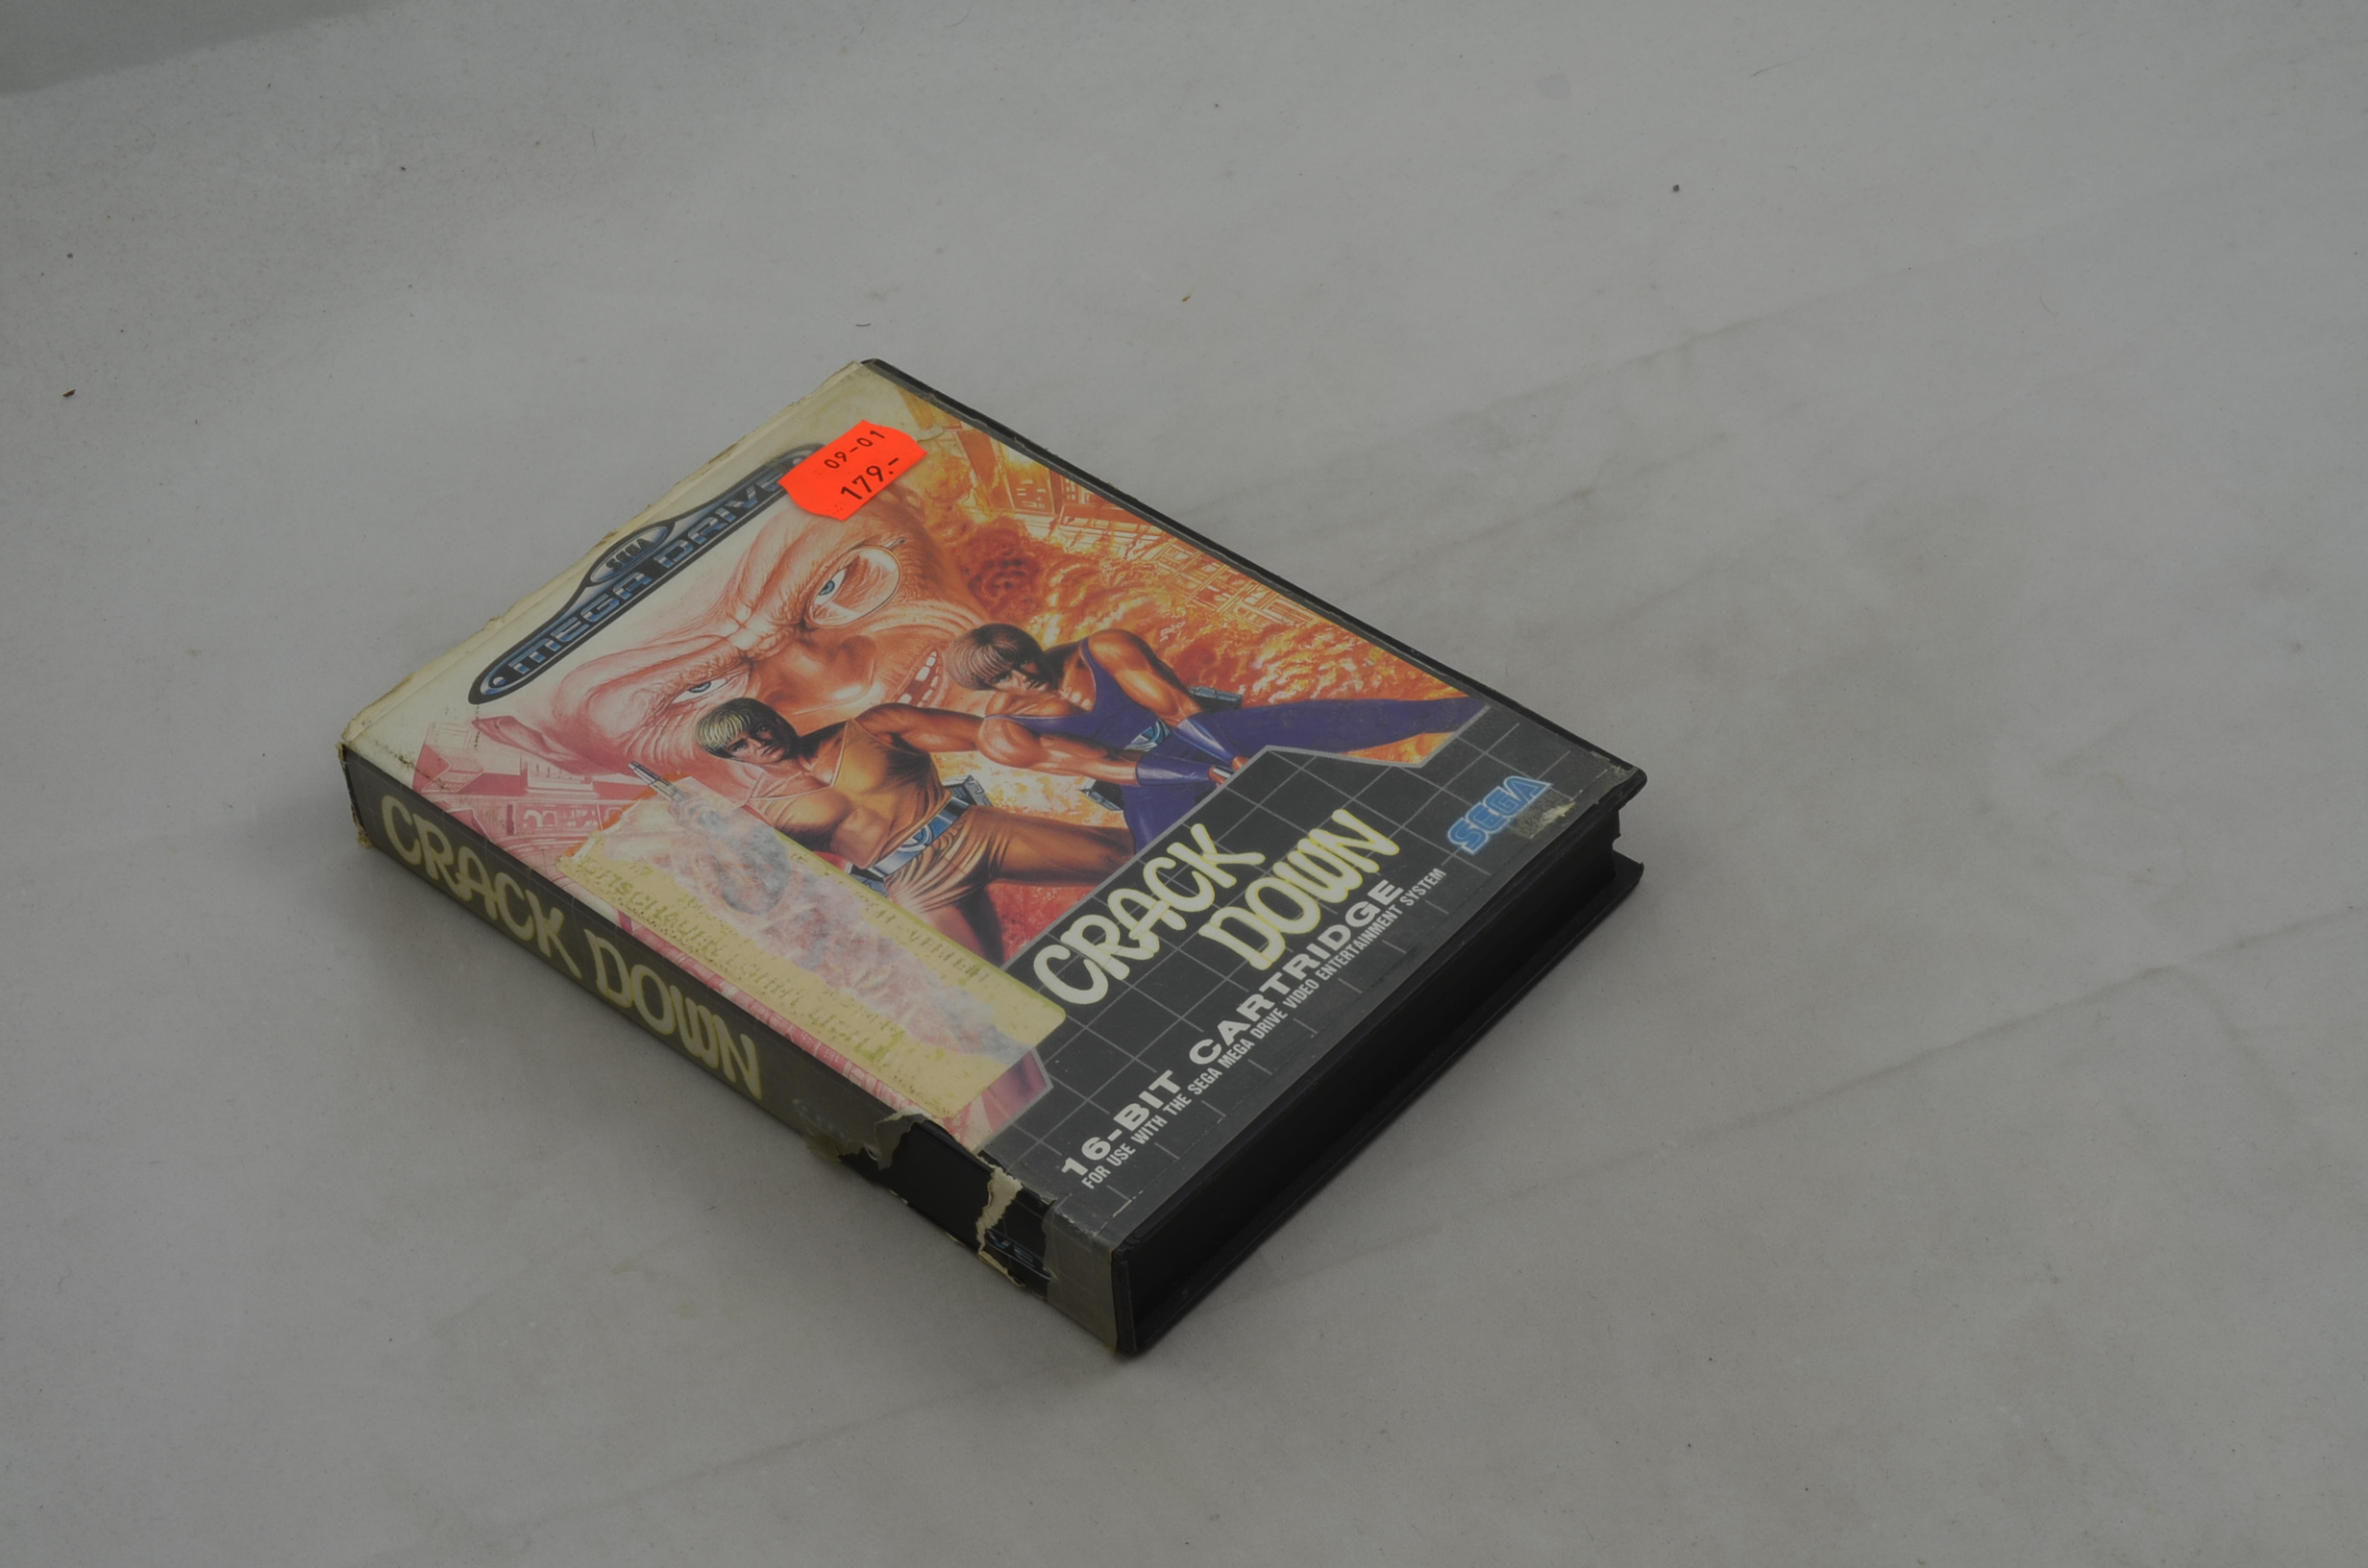 09-01
179.-
SEGA
MEGA DRIVE
SEGA
CRACK
DOWN
16-BIT CARTRIDGE
FOR USE WITH THE SEGA MEGA DRIVE VIDEO ENTERTAINMENT SYSTEM
CRACK DOWN